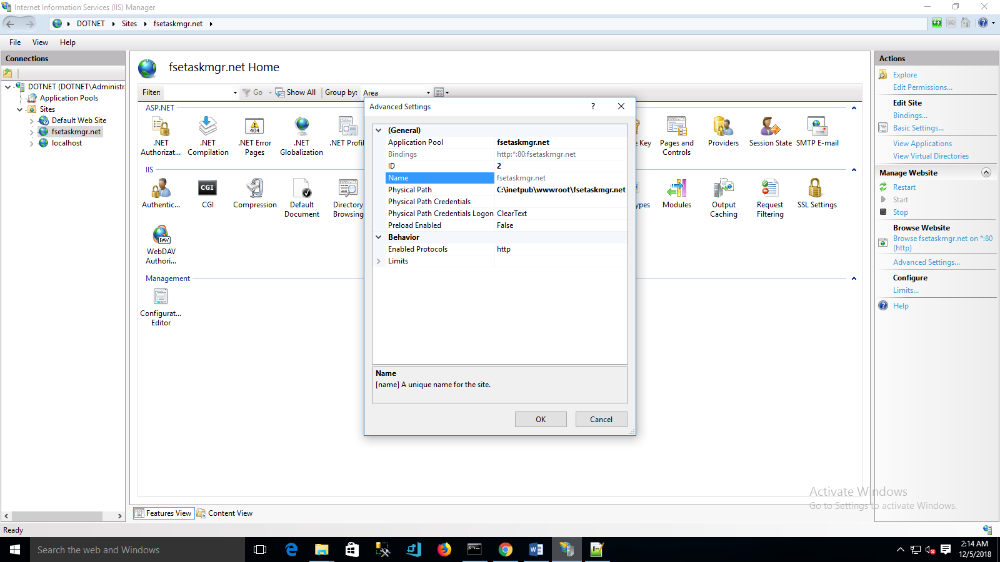 Internet Information Services (IIS) Manager
DOTNET Sites fsetaskmgr.net
File View Help
Connections
DOTNET (DOTNET\Administr
Application Pools
Sites
Default Web Site
fsetaskmgr.net
localhost
fsetaskmgr.net Home
Filter: Go Show All Group by: Area
ASP.NET
.NET Authorizat...
.NET Compilation
.NET Error Pages
.NET Globalization
.NET Profil
e Key
Pages and Controls
Providers
Session State
SMTP E-mail
IIS
Authentic...
CGI
Compression
Default Document
Directory Browsing
ypes
Modules
Output Caching
Request Filtering
SSL Settings
WebDAV Authori...
Management
Configurat... Editor
Advanced Settings
(General)
Application Pool fsetaskmgr.net
Bindings http:*:80:fsetaskmgr.net
ID 2
Name fsetaskmgr.net
Physical Path C:\inetpub\wwwroot\fsetaskmgr.net
Physical Path Credentials
Physical Path Credentials Logon ClearText
Preload Enabled False
Behavior
Enabled Protocols http
Limits
Name
[name] A unique name for the site.
OK Cancel
Actions
Explore
Edit Permissions...
Edit Site
Bindings...
Basic Settings...
View Applications
View Virtual Directories
Manage Website
Restart
Start
Stop
Browse Website
Browse fsetaskmgr.net on *:80
(http)
Advanced Settings...
Configure
Limits...
Help
Activate Windows
Go to Settings to activate Windows.
Features View Content View
Ready
Search the web and Windows
2:14 AM
12/5/2018